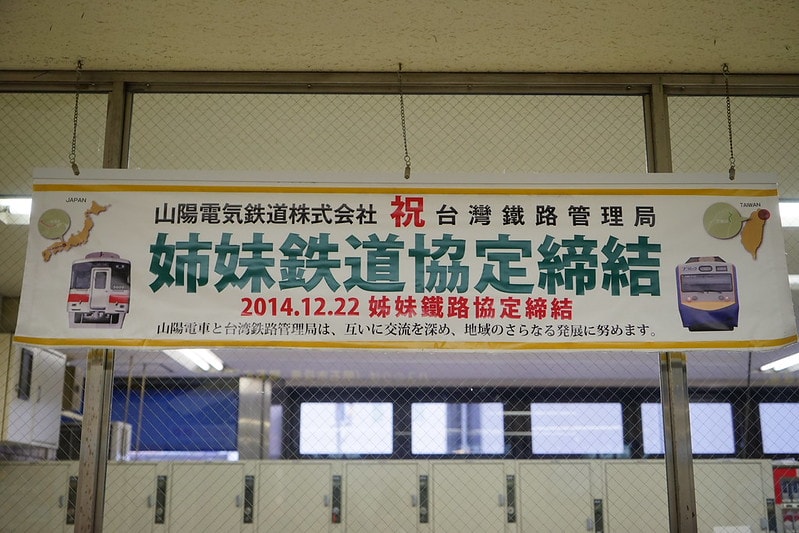 JAPAN
TAIWAN
山陽電気鉄道株式会社 祝 台灣鐵路管理局
姉妹鉄道協定締結
2014.12.22 姊妹鐵路協定締結
山陽電車と台湾鉄路管理局は、互いに交流を深め、地域のさらなる発展に努めます。